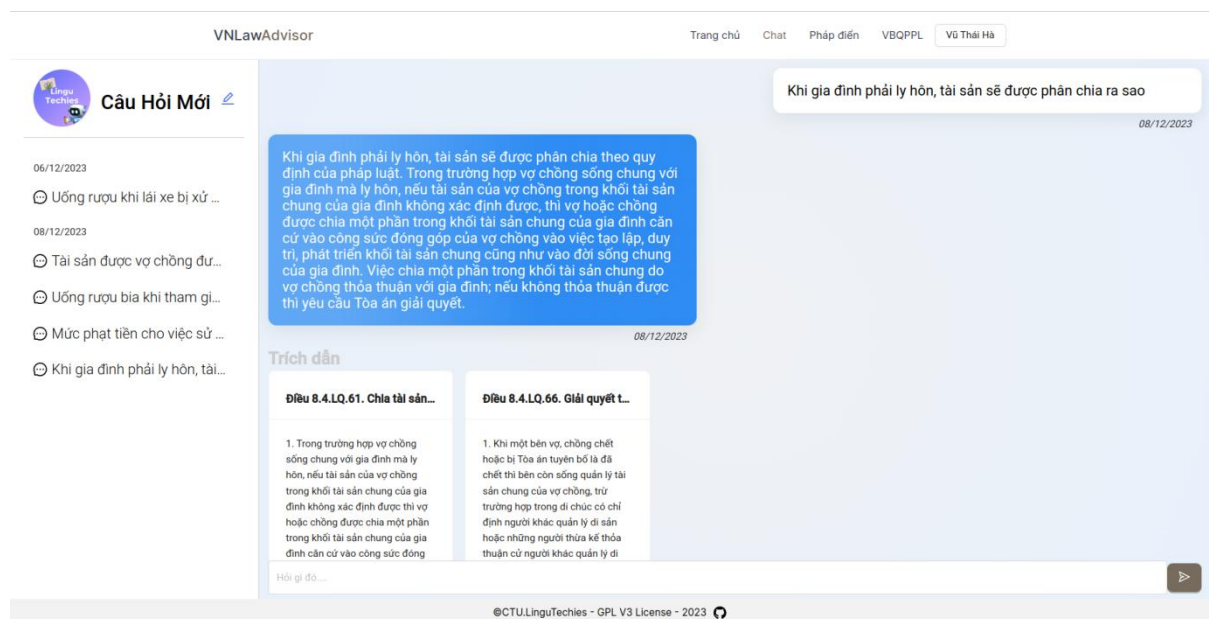 VNLawAdvisor
Trang chủ Chat Pháp điển VBQPPL Vũ Thái Hà
Lingu
Techies
Câu Hỏi Mới
06/12/2023
Uống rượu khi lái xe bị xử ...
08/12/2023
Tài sản được vợ chồng đư...
Uống rượu bia khi tham gi...
Mức phạt tiền cho việc sử ...
Khi gia đình phải ly hôn, tài...
Khi gia đình phải ly hôn, tài sản sẽ được phân chia ra sao
08/12/2023
Khi gia đình phải ly hôn, tài sản sẽ được phân chia theo quy
định của pháp luật. Trong trường hợp vợ chồng sống chung với
gia đình mà ly hôn, nếu tài sản của vợ chồng trong khối tài sản
chung của gia đình không xác định được, thì vợ hoặc chồng
được chia một phần trong khối tài sản chung của gia đình căn
cứ vào công sức đóng góp của vợ chồng vào việc tạo lập, duy
trì, phát triển khối tài sản chung cũng như vào đời sống chung
của gia đình. Việc chia một phần trong khối tài sản chung do
vợ chồng thỏa thuận với gia đình; nếu không thỏa thuận được
thì yêu cầu Tòa án giải quyết.
08/12/2023
Trích dẫn
Điều 8.4.LQ.61. Chia tài sản...
1. Trong trường hợp vợ chồng
sống chung với gia đình mà ly
hôn, nếu tài sản của vợ chồng
trong khối tài sản chung của gia
đình không xác định được thì vợ
hoặc chồng được chia một phần
trong khối tài sản chung của gia
đình căn cứ vào công sức đóng
Điều 8.4.LQ.66. Giải quyết t...
1. Khi một bên vợ, chồng chết
hoặc bị Tòa án tuyên bố là đã
chết thì bên còn sống quản lý tài
sản chung của vợ chồng, trừ
trường hợp trong di chúc có chỉ
định người khác quản lý di sản
hoặc những người thừa kế thỏa
thuận cử người khác quản lý di
Hỏi gì đó...
©CTU.LinguTechies - GPL V3 License - 2023